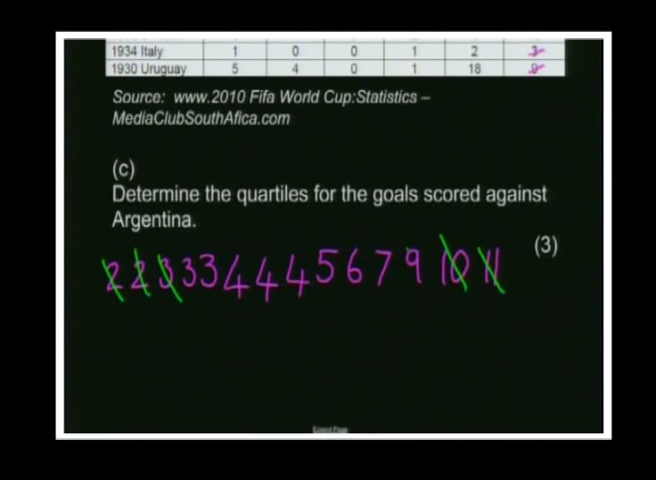 1934 Italy 1 0 0 1 2 3
1930 Uruguay 5 4 0 1 18 9
Source: www.2010 Fifa World Cup:Statistics –
MediaClubSouthAfica.com
(c)
Determine the quartiles for the goals scored against
Argentina.
(3)
2 2 3 3 3 4 4 4 5 6 7 9 10 11